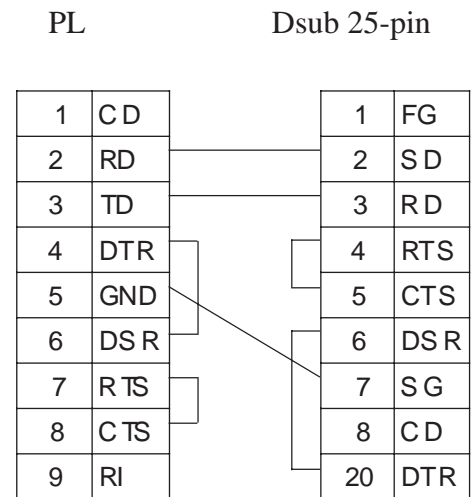 PL Dsub 25-pin
1 CD 1 FG
2 RD 2 SD
3 TD 3 RD
4 DTR 4 RTS
5 GND 5 CTS
6 DSR 6 DSR
7 RTS 7 SG
8 CTS 8 CD
9 RI 20 DTR